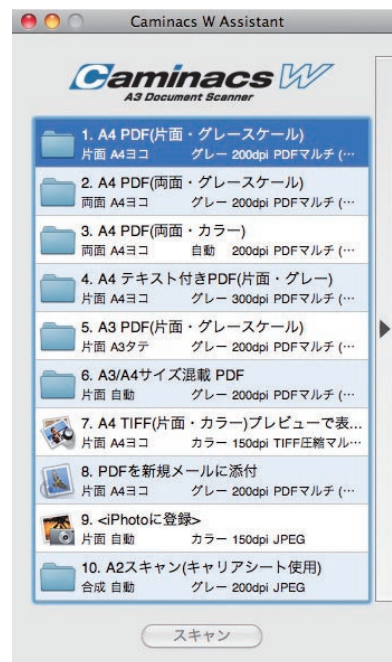 Caminacs W Assistant
Caminacs W
A3 Document Scanner
1. A4 PDF(片面・グレースケール)
片面 A4ヨコ グレー 200dpi PDFマルチ (…
2. A4 PDF(両面・グレースケール)
両面 A4ヨコ グレー 200dpi PDFマルチ (…
3. A4 PDF(両面・カラー)
両面 A4ヨコ 自動 200dpi PDFマルチ (…
4. A4 テキスト付きPDF(片面・グレー)
片面 A4ヨコ グレー 300dpi PDFマルチ (…
5. A3 PDF(片面・グレースケール)
片面 A3タテ グレー 200dpi PDFマルチ (…
6. A3/A4サイズ混載 PDF
片面 自動 グレー 200dpi PDFマルチ (…
7. A4 TIFF(片面・カラー)プレビューで表...
片面 A4ヨコ カラー 150dpi TIFF圧縮マル…
8. PDFを新規メールに添付
片面 A4ヨコ グレー 200dpi PDFマルチ (…
9. <iPhotoに登録>
片面 自動 カラー 150dpi JPEG
10. A2スキャン(キャリアシート使用)
合成 自動 グレー 200dpi JPEG
スキャン